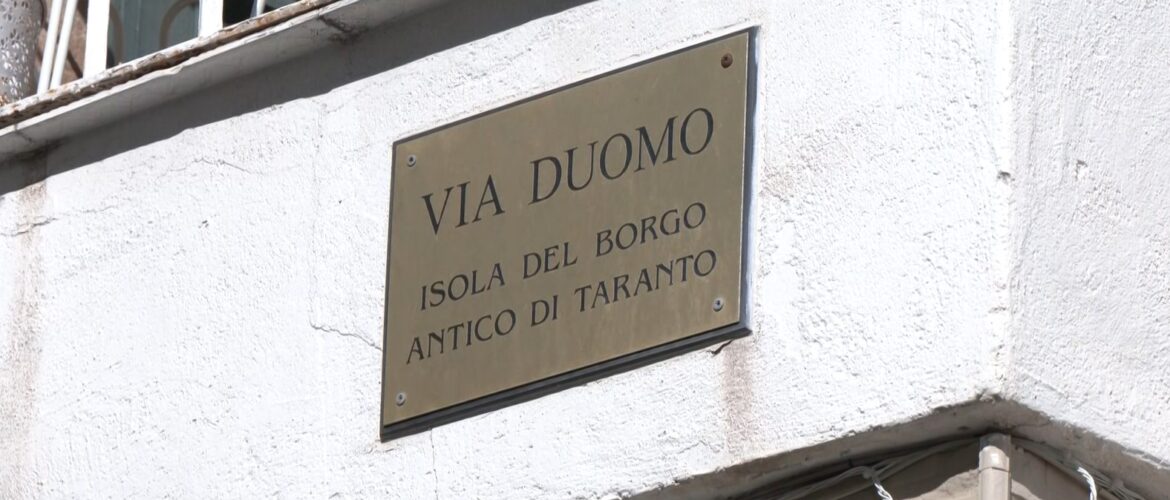 VIA DUOMO
ISOLA DEL BORGO
ANTICO DI TARANTO